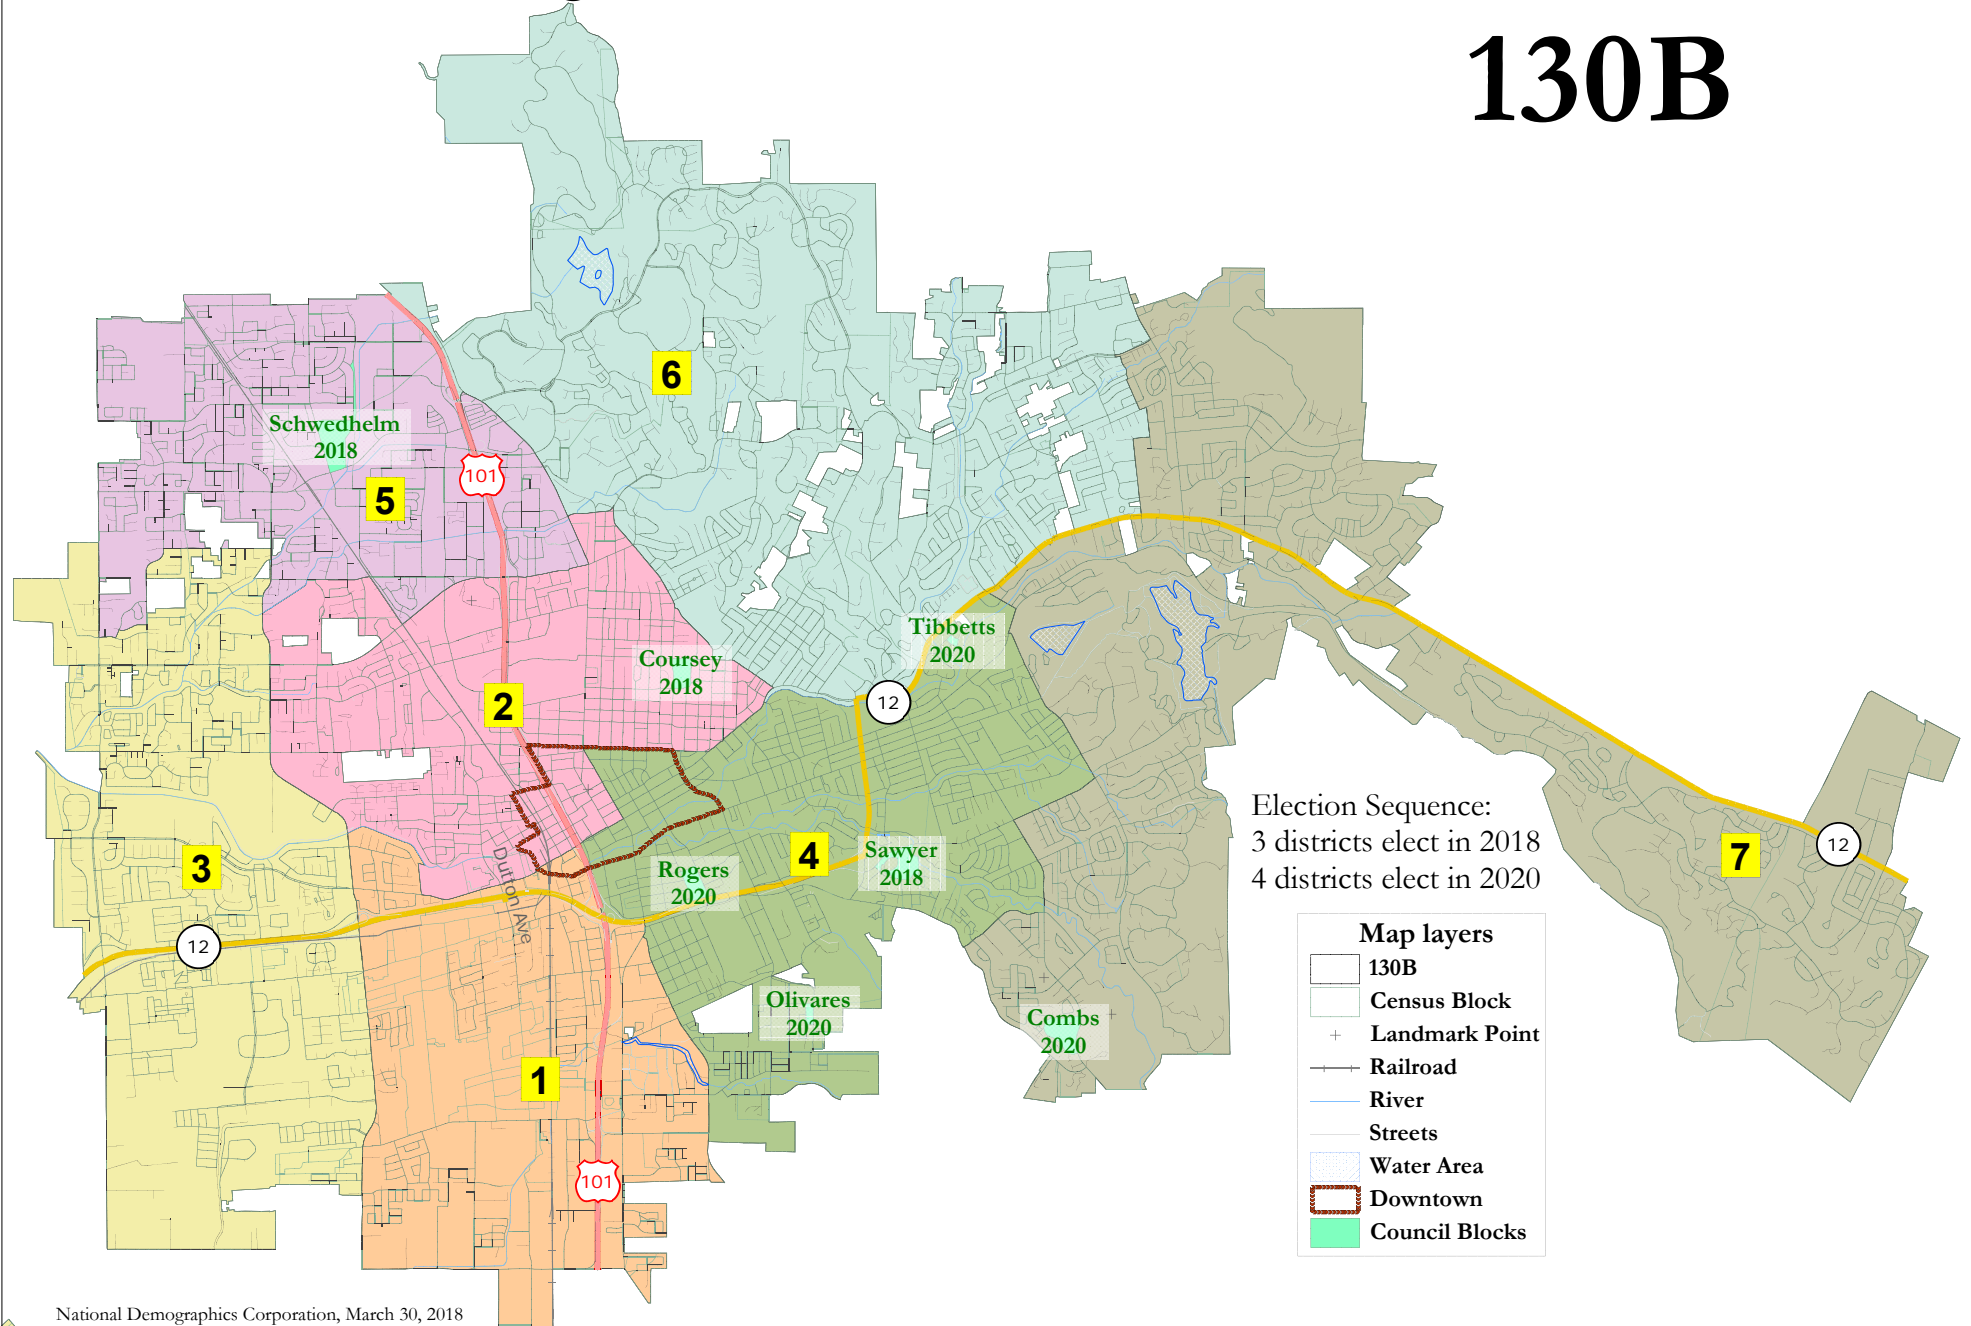 130B
6
Schwedhelm
2018
101
5
Tibbetts
2020
Coursey
2018
12
2
Election Sequence:
3 districts elect in 2018
4 districts elect in 2020
12
7
4
Sawyer
2018
Rogers
2020
3
Dutton Ave
12
Olivares
2020
Combs
2020
1
101
Map layers
130B
Census Block
Landmark Point
Railroad
River
Streets
Water Area
Downtown
Council Blocks
National Demographics Corporation, March 30, 2018